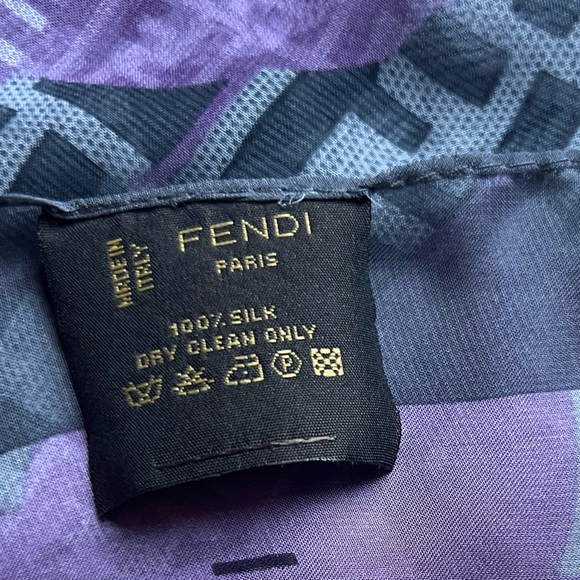 MADE IN
ITALY
FENDI
PARIS
100% SILK
DRY CLEAN ONLY
P